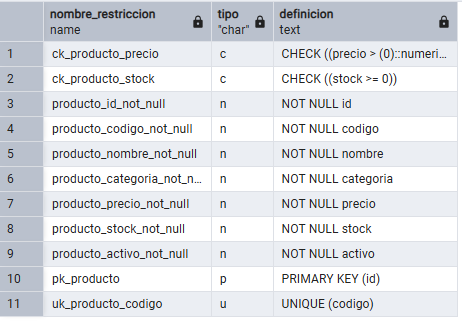 nombre_restriccion tipo definicion
name "char" text
1 ck_producto_precio c CHECK ((precio > (0)::numeri...
2 ck_producto_stock c CHECK ((stock >= 0))
3 producto_id_not_null n NOT NULL id
4 producto_codigo_not_null n NOT NULL codigo
5 producto_nombre_not_null n NOT NULL nombre
6 producto_categoria_not_n... n NOT NULL categoria
7 producto_precio_not_null n NOT NULL precio
8 producto_stock_not_null n NOT NULL stock
9 producto_activo_not_null n NOT NULL activo
10 pk_producto p PRIMARY KEY (id)
11 uk_producto_codigo u UNIQUE (codigo)